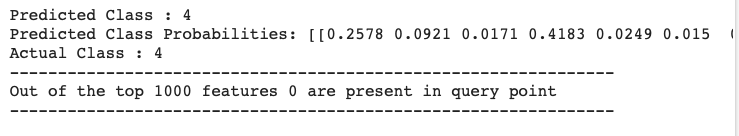 Predicted Class : 4
Predicted Class Probabilities: [[0.2578 0.0921 0.0171 0.4183 0.0249 0.015
Actual Class : 4
---------------------------------------------------------------
Out of the top 1000 features 0 are present in query point
---------------------------------------------------------------